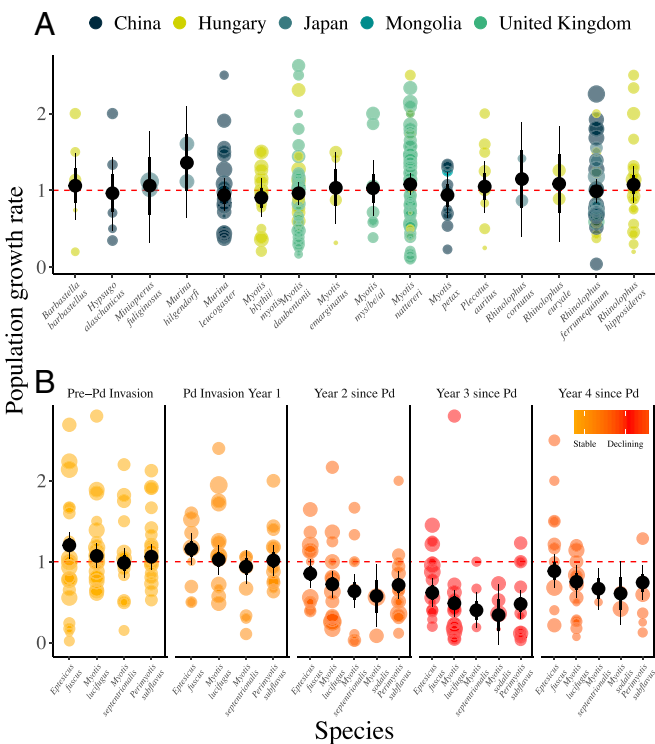 A
China Hungary Japan Mongolia United Kingdom
Population growth rate
2
1
0
Barbastella barbastellus
Hypsugo alaschanicus
Miniopterus fuliginosus
Murina hilgendorfi
Murina leucogaster
Myotis blythii/ myotis
Myotis daubentonii
Myotis emarginatus
Myotis mys/be/al
Myotis nattereri
Myotis petax
Plecotus auritus
Rhinolophus cornutus
Rhinolophus euryale
Rhinolophus ferrumequinum
Rhinolophus hipposideros
B
Pre-Pd Invasion Pd Invasion Year 1 Year 2 since Pd Year 3 since Pd Year 4 since Pd
Stable Declining
2
1
0
Eptesicus fuscus
Myotis lucifugus
Myotis septentrionalis
Perimyotis subflavus
Eptesicus fuscus
Myotis lucifugus
Myotis septentrionalis
Perimyotis subflavus
Eptesicus fuscus
Myotis lucifugus
Myotis septentrionalis
Myotis sodalis
Perimyotis subflavus
Eptesicus fuscus
Myotis lucifugus
Myotis septentrionalis
Myotis sodalis
Perimyotis subflavus
Eptesicus fuscus
Myotis lucifugus
Myotis septentrionalis
Myotis sodalis
Perimyotis subflavus
Species